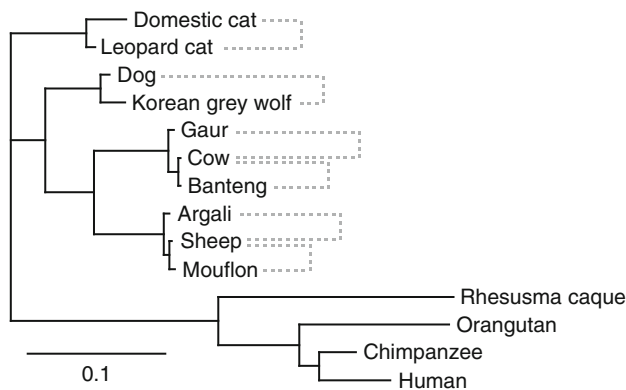 Domestic cat
Leopard cat
Dog
Korean grey wolf
Gaur
Cow
Banteng
Argali
Sheep
Mouflon
Rhesusma caque
Orangutan
Chimpanzee
Human
0.1